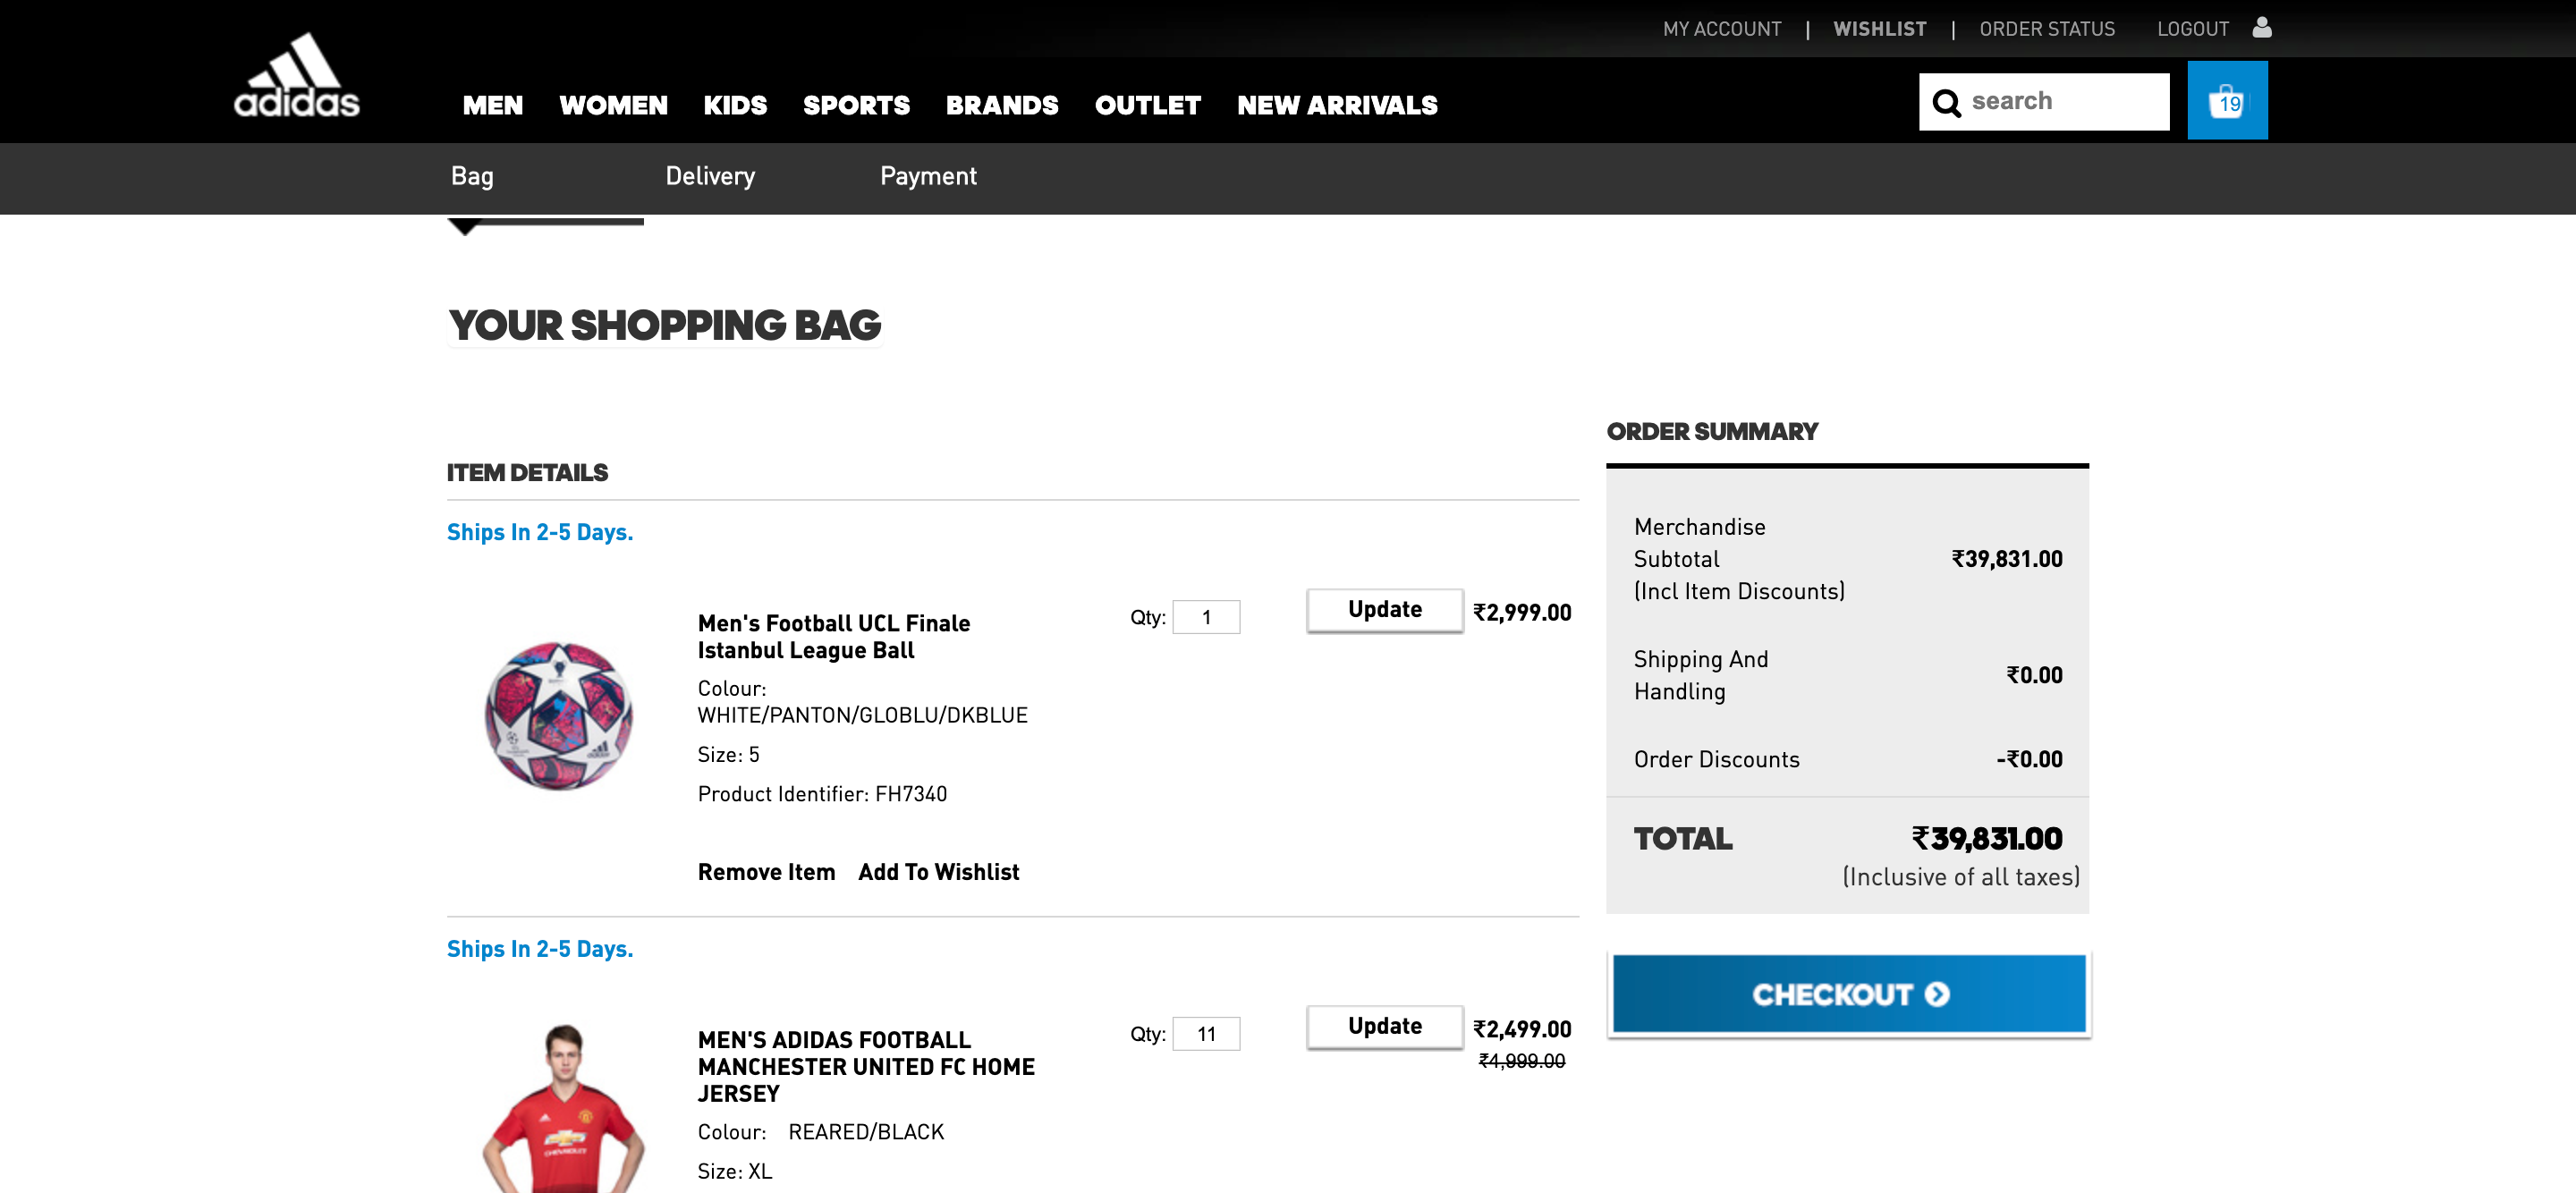 MY ACCOUNT | WISHLIST | ORDER STATUS LOGOUT
adidas
MEN WOMEN KIDS SPORTS BRANDS OUTLET NEW ARRIVALS
search
19
Bag Delivery Payment
YOUR SHOPPING BAG
ITEM DETAILS
Ships In 2-5 Days.
Men's Football UCL Finale
Istanbul League Ball
Colour:
WHITE/PANTON/GLOBLU/DKBLUE
Size: 5
Product Identifier: FH7340
Qty: 1
Update
₹2,999.00
Remove Item Add To Wishlist
Ships In 2-5 Days.
MEN'S ADIDAS FOOTBALL
MANCHESTER UNITED FC HOME
JERSEY
Colour: REARED/BLACK
Size: XL
Qty: 11
Update
₹2,499.00
₹4,999.00
CHEVROLET
ORDER SUMMARY
Merchandise
Subtotal
(Incl Item Discounts)
₹39,831.00
Shipping And
Handling
₹0.00
Order Discounts -₹0.00
TOTAL ₹39,831.00
(Inclusive of all taxes)
CHECKOUT